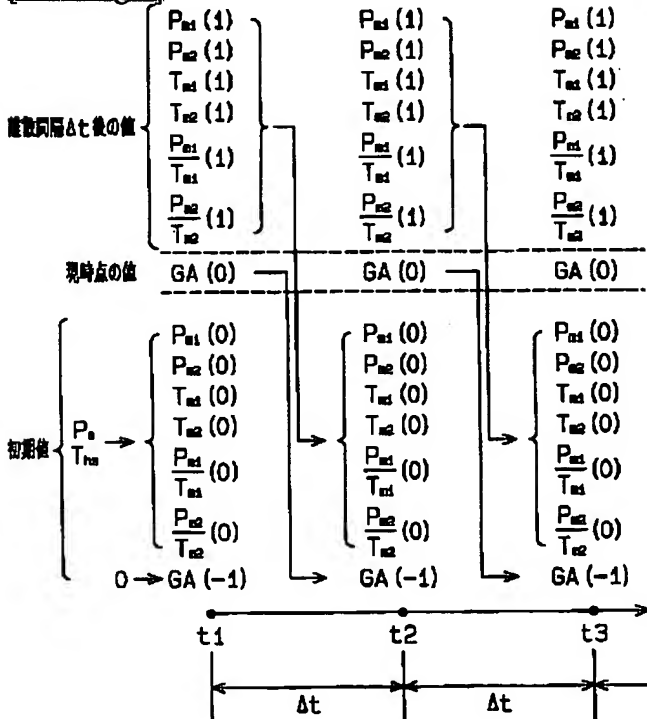 Pm1(1) Pm1(1) Pm1(1)
Pm2(1) Pm2(1) Pm2(1)
Tm1(1) Tm1(1) Tm1(1)
離散間隔Δt後の値 Tm2(1) Tm2(1) Tm2(1)
Pm1/Tm1(1) Pm1/Tm1(1) Pm1/Tm1(1)
Pm2/Tm2(1) Pm2/Tm2(1) Pm2/Tm2(1)
現時点の値 GA(0) GA(0) GA(0)
Pm1(0) Pm1(0) Pm1(0)
Pm2(0) Pm2(0) Pm2(0)
Tm1(0) Tm1(0) Tm1(0)
初期値 Pa Tha → Tm2(0) Tm2(0) Tm2(0)
Pm1/Tm1(0) Pm1/Tm1(0) Pm1/Tm1(0)
Pm2/Tm2(0) Pm2/Tm2(0) Pm2/Tm2(0)
0→GA(-1) GA(-1) GA(-1)
t1 t2 t3
Δt Δt